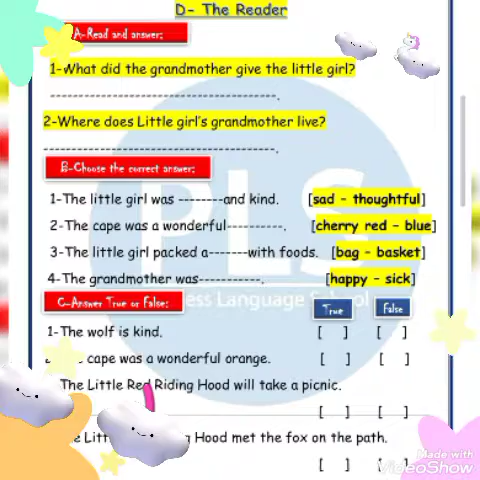 D- The Reader
A-Read and answer:
1-What did the grandmother give the little girl?
-----------------------------------------.
2-Where does Little girl's grandmother live?
-----------------------------------------.
B-Choose the correct answer:
1-The little girl was --------and kind. [sad - thoughtful]
2-The cape was a wonderful----------. [cherry red - blue]
3-The little girl packed a-------with foods. [bag - basket]
4-The grandmother was-----------. [happy - sick]
ess Language School
C-Answer True or False: True False
1-The wolf is kind. [ ] [ ]
cape was a wonderful orange. [ ] [ ]
The Little Red Riding Hood will take a picnic.
[ ] [ ]
Hood met the fox on the path.
[ ] [ ]
PLS
Made with
VideoShow